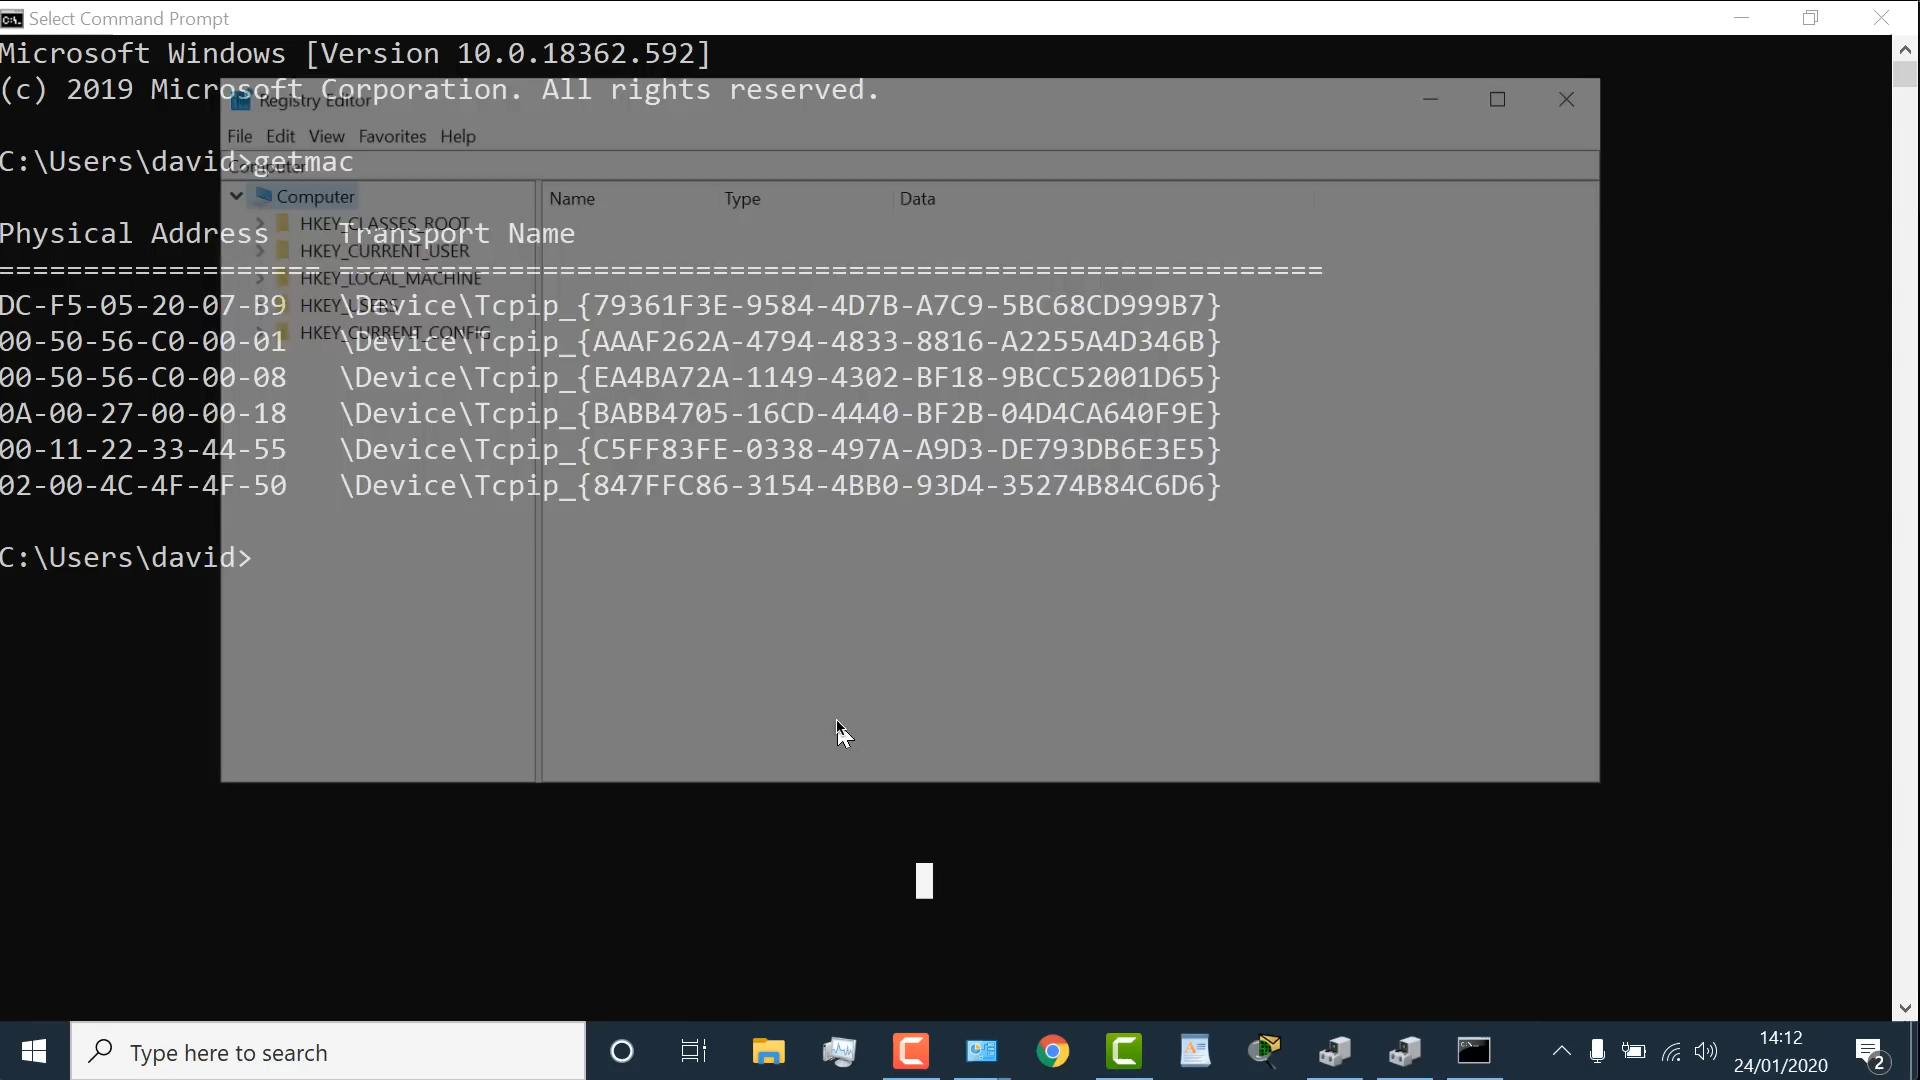 Select Command Prompt
Microsoft Windows [Version 10.0.18362.592]
(c) 2019 Microsoft Corporation. All rights reserved.
Registry Editor
File Edit View Favorites Help
C:\Users\david>getmac
Computer
Computer
Name Type Data
HKEY_CLASSES_ROOT
Physical Address Transport Name
HKEY_CURRENT_USER
=================== ==========================================================
HKEY_LOCAL_MACHINE
DC-F5-05-20-07-B9 \Device\Tcpip_{79361F3E-9584-4D7B-A7C9-5BC68CD999B7}
HKEY_USERS
HKEY_CURRENT_CONFIG
00-50-56-C0-00-01 \Device\Tcpip_{AAAF262A-4794-4833-8816-A2255A4D346B}
00-50-56-C0-00-08 \Device\Tcpip_{EA4BA72A-1149-4302-BF18-9BCC52001D65}
0A-00-27-00-00-18 \Device\Tcpip_{BABB4705-16CD-4440-BF2B-04D4CA640F9E}
00-11-22-33-44-55 \Device\Tcpip_{C5FF83FE-0338-497A-A9D3-DE793DB6E3E5}
02-00-4C-4F-4F-50 \Device\Tcpip_{847FFC86-3154-4BB0-93D4-35274B84C6D6}
C:\Users\david>
Type here to search
14:12
24/01/2020
2